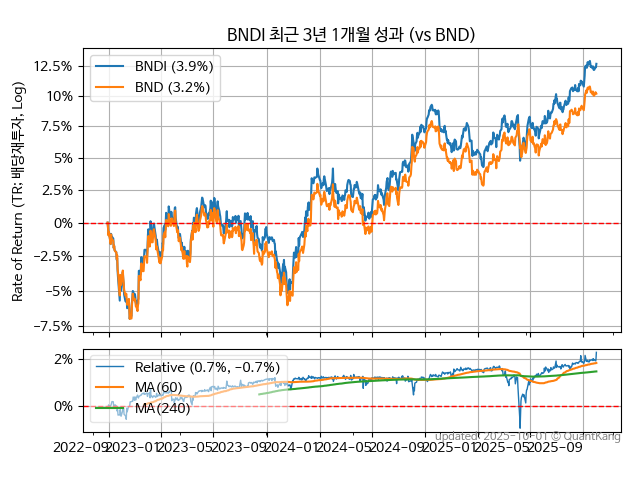 BNDI 최근 3년 1개월 성과 (vs BND)
Rate of Return (TR: 배당재투자, Log)
12.5%
10%
7.5%
5%
2.5%
0%
−2.5%
−5%
−7.5%
BNDI (3.9%)
BND (3.2%)
2%
0%
Relative (0.7%, −0.7%)
MA(60)
MA(240)
updated: 2025-10-01 © QuantKang
2022-09 2023-01 2023-05 2023-09 2024-01 2024-05 2024-09 2025-01 2025-05 2025-09